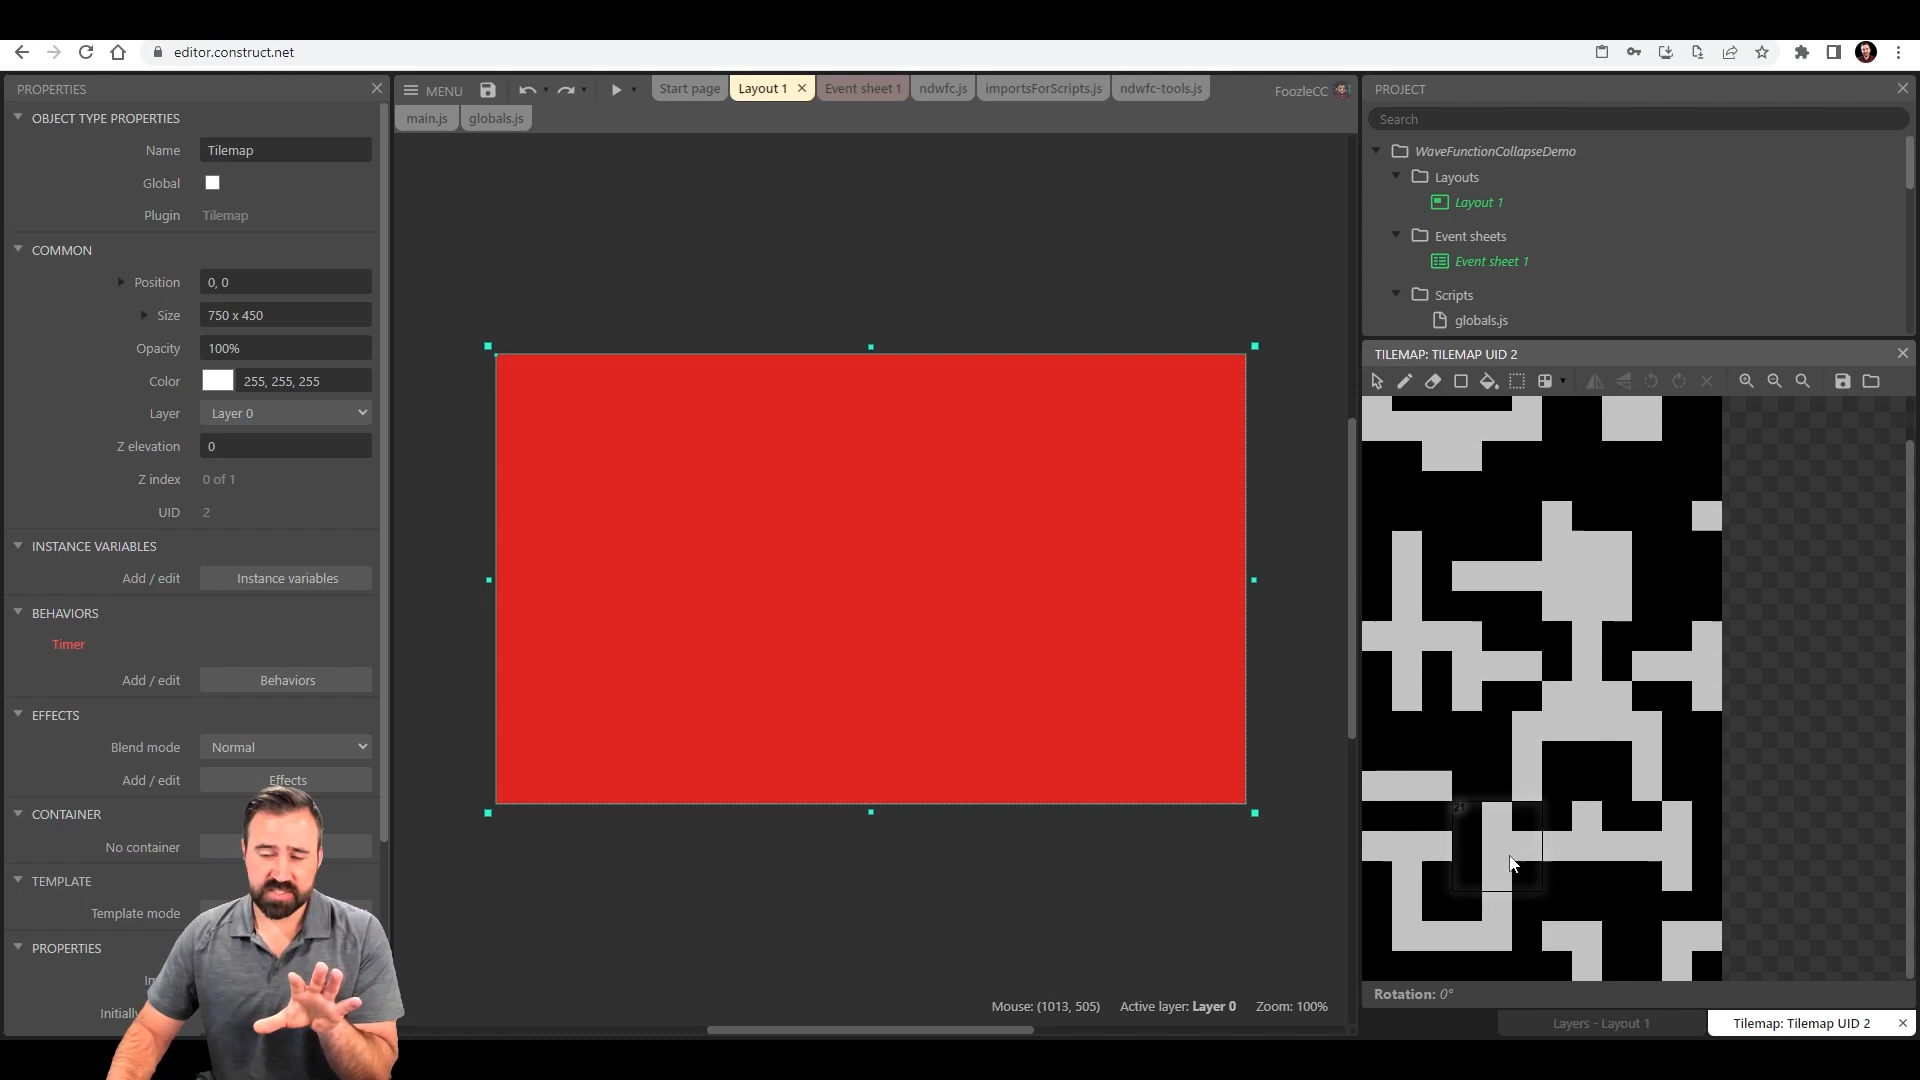 editor.construct.net
PROPERTIES
OBJECT TYPE PROPERTIES
Name Tilemap
Global
Plugin Tilemap
COMMON
Position 0, 0
Size 750 x 450
Opacity 100%
Color 255, 255, 255
Layer Layer 0
Z elevation 0
Z index 0 of 1
UID 2
INSTANCE VARIABLES
Add / edit Instance variables
BEHAVIORS
Timer
Add / edit Behaviors
EFFECTS
Blend mode Normal
Add / edit Effects
CONTAINER
No container
TEMPLATE
Template mode
PROPERTIES
MENU
Start page Layout 1 Event sheet 1 ndwfc.js importsForScripts.js ndwfc-tools.js
FoozleCC
main.js globals.js
Mouse: (1013, 505) Active layer: Layer 0 Zoom: 100%
PROJECT
Search
WaveFunctionCollapseDemo
Layouts
Layout 1
Event sheets
Event sheet 1
Scripts
globals.js
TILEMAP: TILEMAP UID 2
21
Rotation: 0°
Layers - Layout 1 Tilemap: Tilemap UID 2